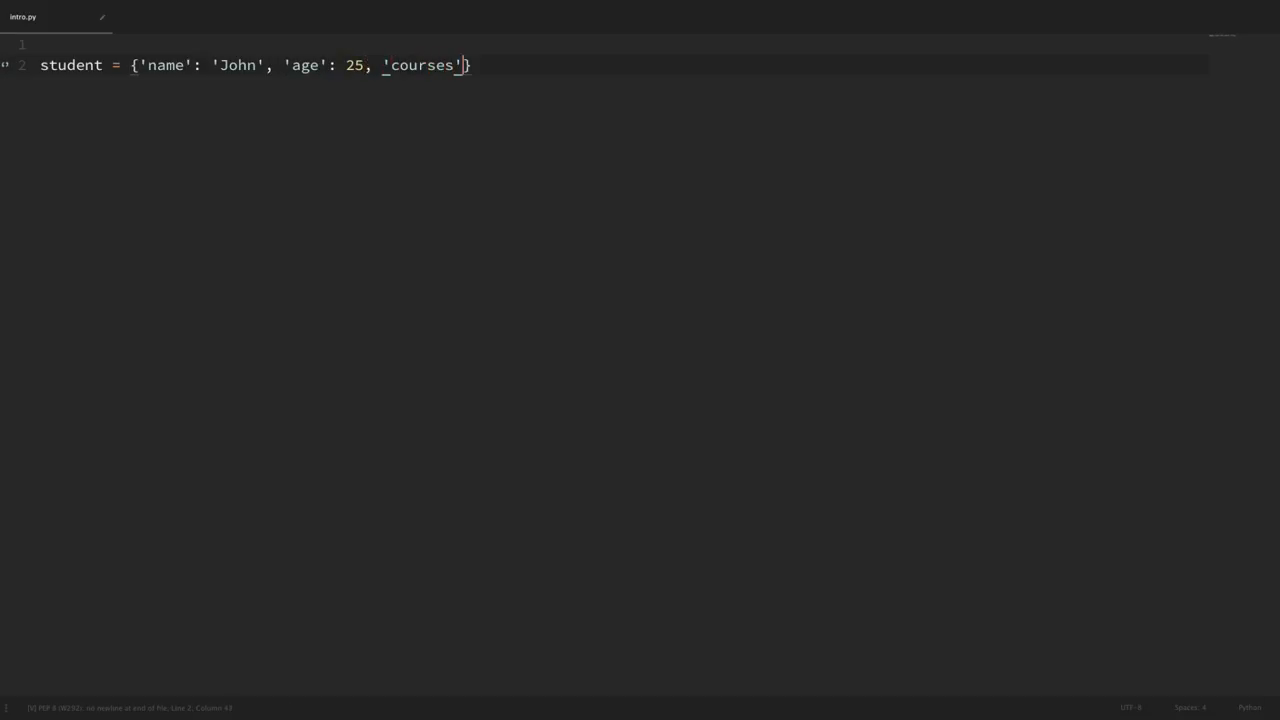 intro.py
1
2 student = {'name': 'John', 'age': 25, 'courses'}
[V] PEP 8 (W292): no newline at end of file, Line 2, Column 43
UTF-8
Spaces: 4
Python